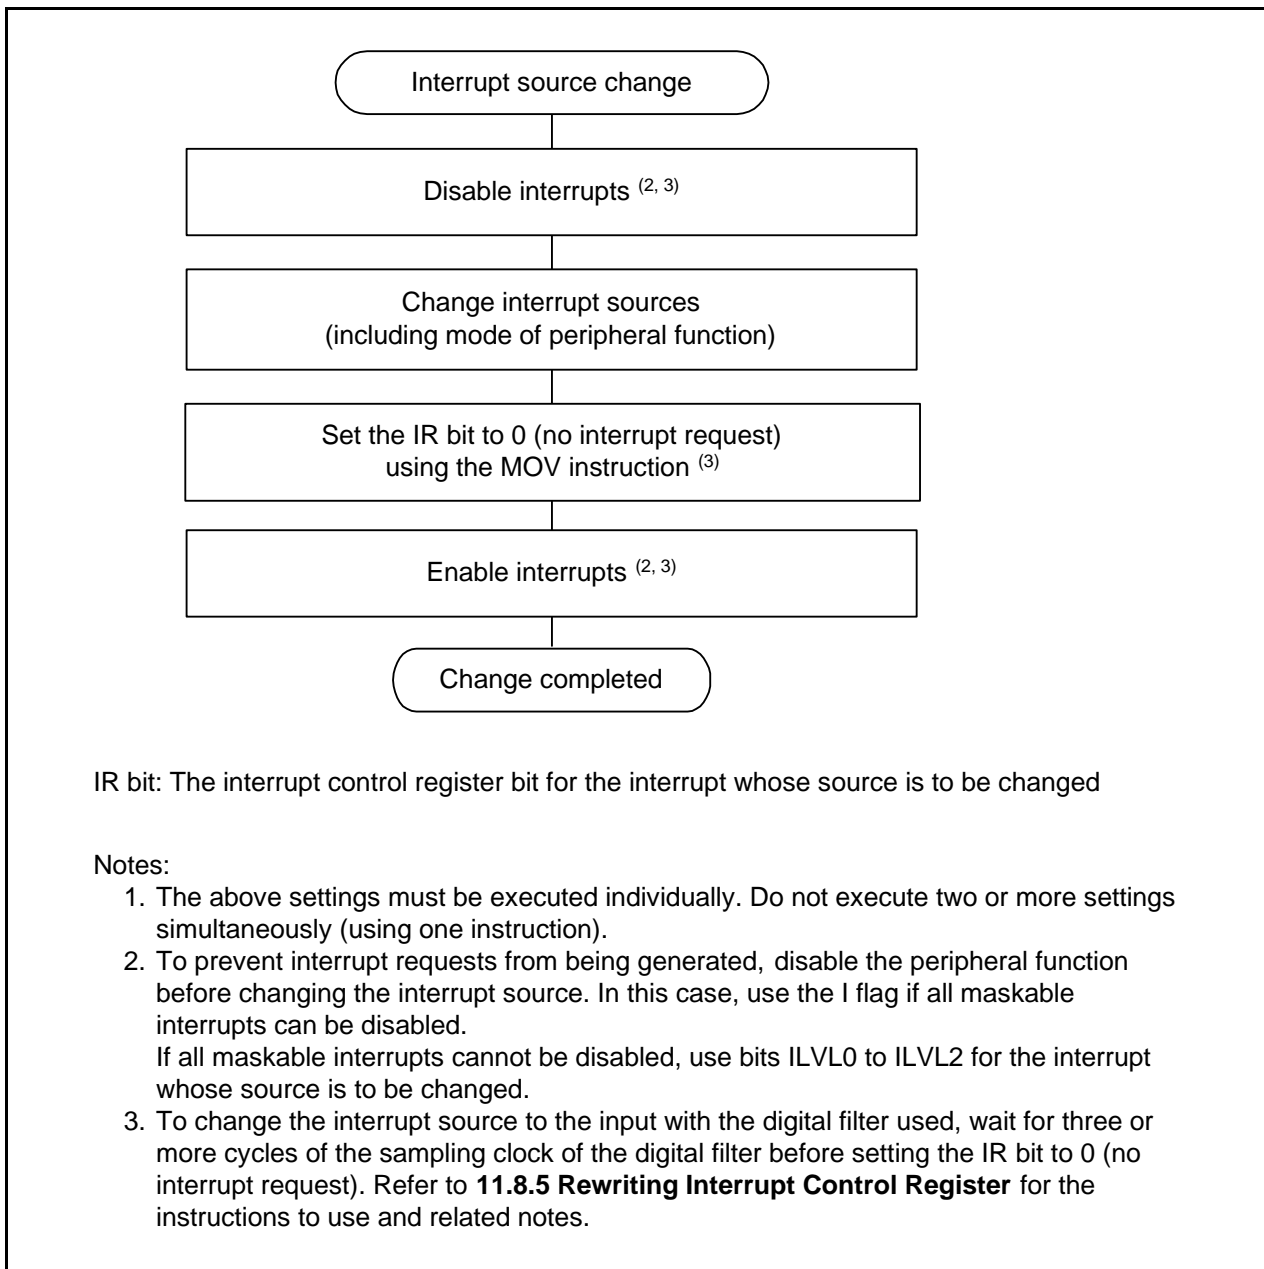 Interrupt source change
Disable interrupts (2, 3)
Change interrupt sources
(including mode of peripheral function)
Set the IR bit to 0 (no interrupt request)
using the MOV instruction (3)
Enable interrupts (2, 3)
Change completed
IR bit: The interrupt control register bit for the interrupt whose source is to be changed
Notes:
1. The above settings must be executed individually. Do not execute two or more settings
simultaneously (using one instruction).
2. To prevent interrupt requests from being generated, disable the peripheral function
before changing the interrupt source. In this case, use the I flag if all maskable
interrupts can be disabled.
If all maskable interrupts cannot be disabled, use bits ILVL0 to ILVL2 for the interrupt
whose source is to be changed.
3. To change the interrupt source to the input with the digital filter used, wait for three or
more cycles of the sampling clock of the digital filter before setting the IR bit to 0 (no
interrupt request). Refer to 11.8.5 Rewriting Interrupt Control Register for the
instructions to use and related notes.